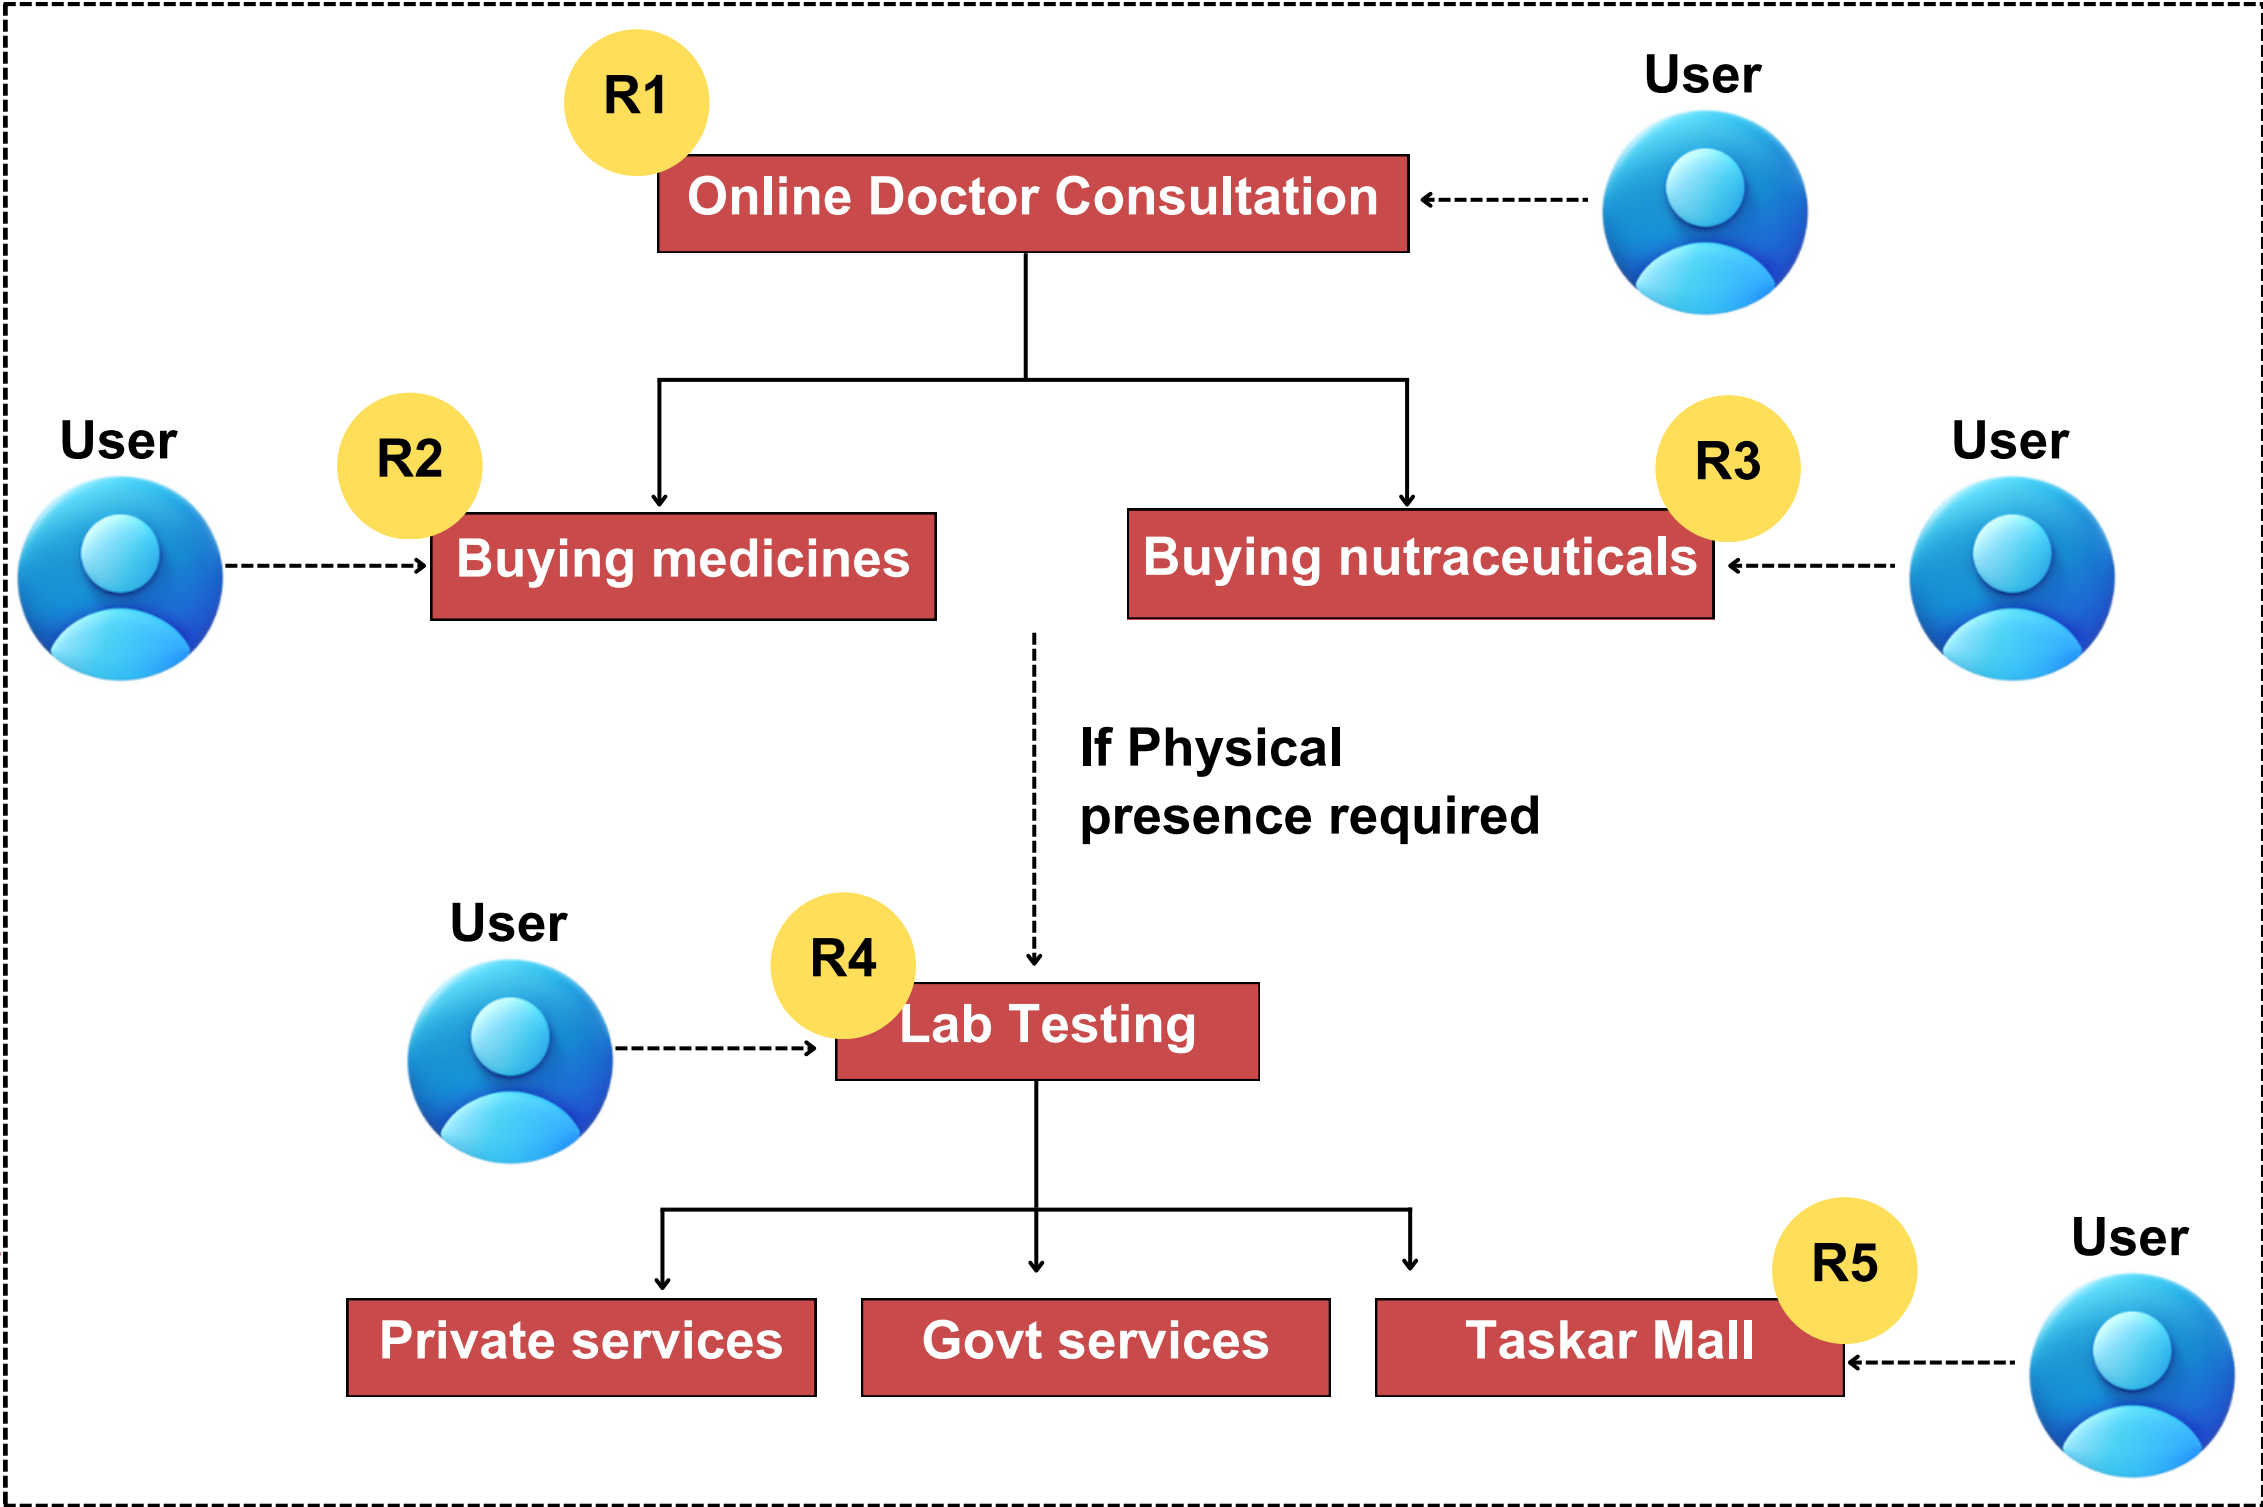 R1
User
Online Doctor Consultation
User
R2
R3
User
Buying medicines
Buying nutraceuticals
If Physical
presence required
User
R4
Lab Testing
R5
User
Private services
Govt services
Taskar Mall